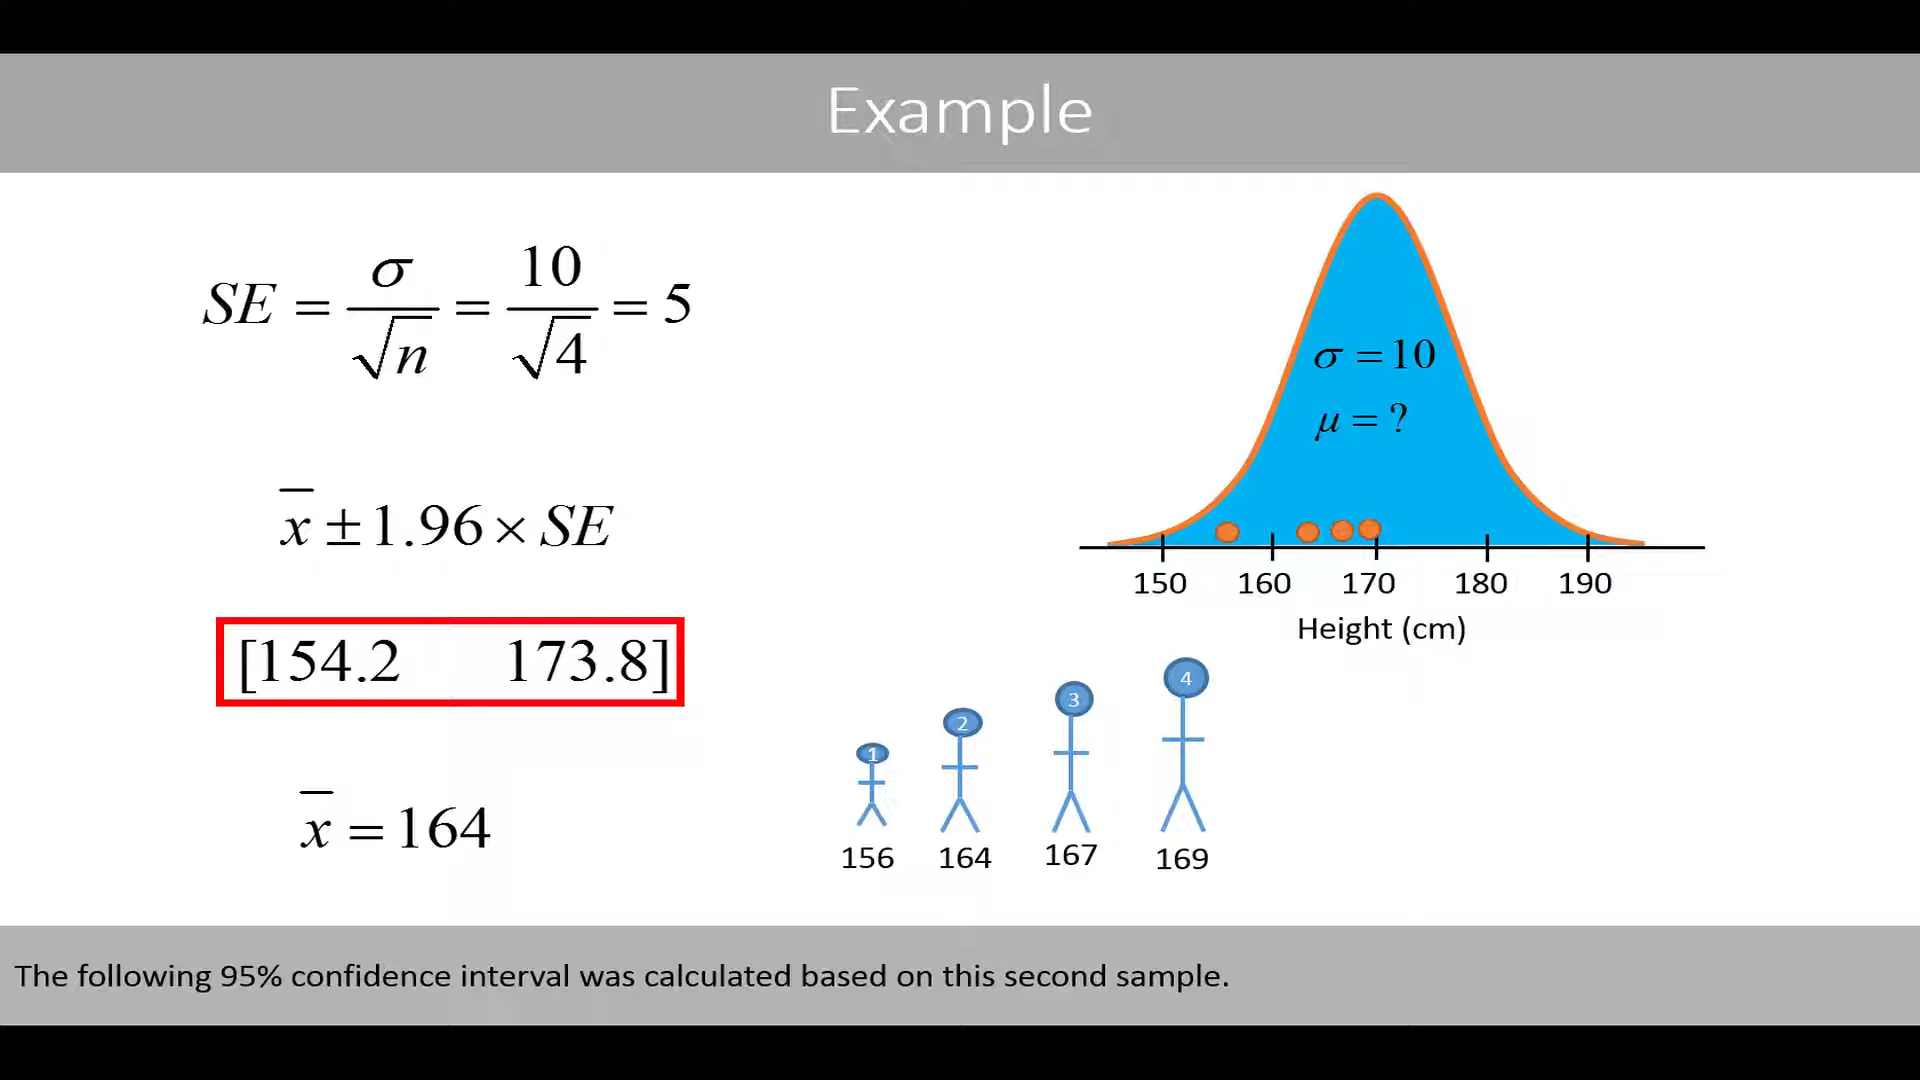 Example
SE = σ/√n = 10/√4 = 5
x̄ ± 1.96 × SE
[154.2 173.8]
x̄ = 164
σ = 10
μ = ?
150 160 170 180 190
Height (cm)
1 2 3 4
156 164 167 169
The following 95% confidence interval was calculated based on this second sample.